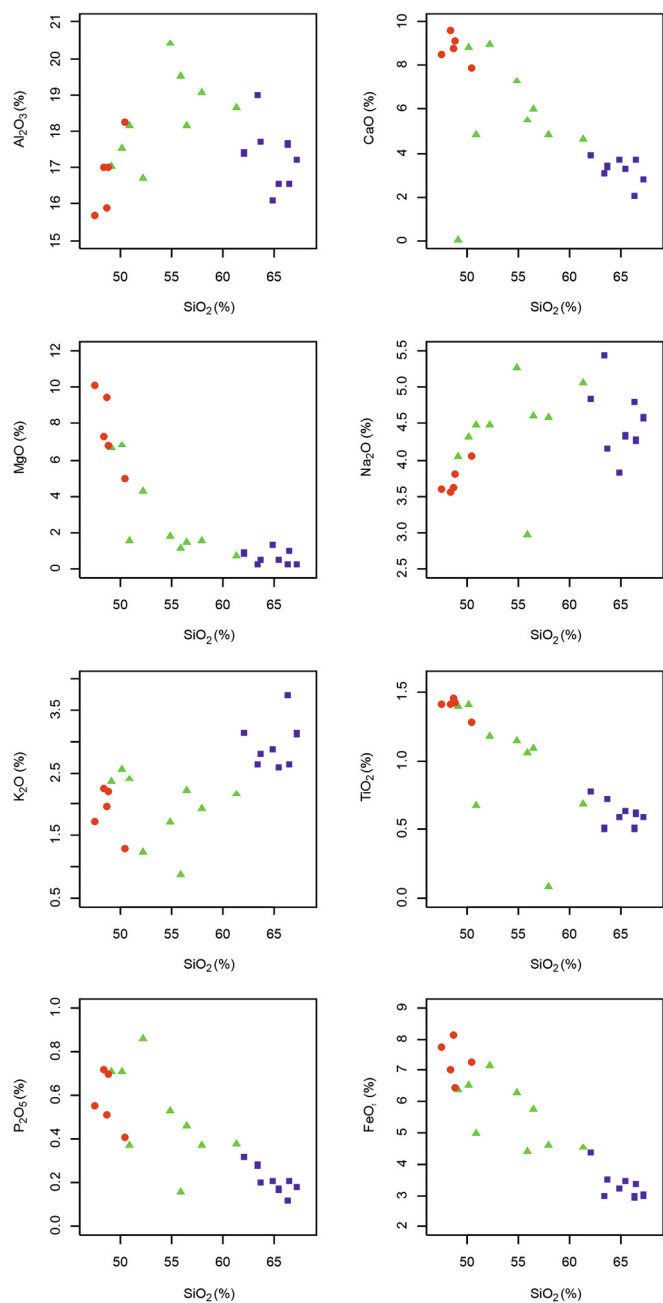 Al2O3 (%)
15 16 17 18 19 20 21
50 55 60 65
SiO2 (%)
CaO (%)
0 2 4 6 8 10
50 55 60 65
SiO2 (%)
MgO (%)
0 2 4 6 8 10 12
50 55 60 65
SiO2 (%)
Na2O (%)
2.5 3.0 3.5 4.0 4.5 5.0 5.5
50 55 60 65
SiO2 (%)
K2O (%)
0.5 1.5 2.5 3.5
50 55 60 65
SiO2 (%)
TiO2 (%)
0.0 0.5 1.0 1.5
50 55 60 65
SiO2 (%)
P2O5 (%)
0.0 0.2 0.4 0.6 0.8 1.0
50 55 60 65
SiO2 (%)
FeOt (%)
2 3 4 5 6 7 8 9
50 55 60 65
SiO2 (%)